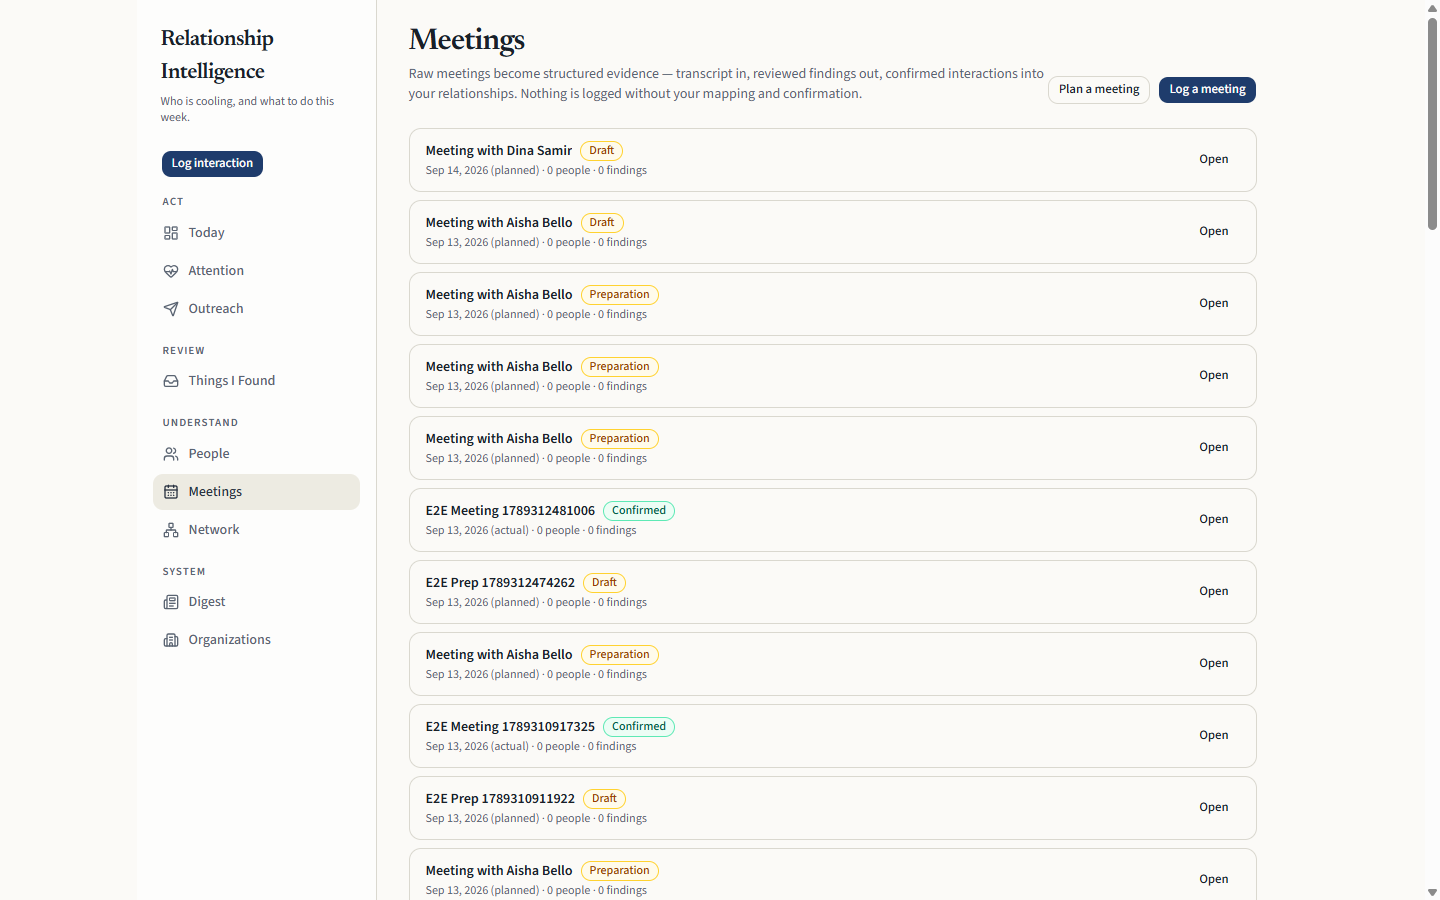 Relationship
Intelligence
Who is cooling, and what to do this
week.
Log interaction
ACT
Today
Attention
Outreach
REVIEW
Things I Found
UNDERSTAND
People
Meetings
Network
SYSTEM
Digest
Organizations
Meetings
Raw meetings become structured evidence — transcript in, reviewed findings out, confirmed interactions into
your relationships. Nothing is logged without your mapping and confirmation.
Plan a meeting
Log a meeting
Meeting with Dina Samir Draft
Sep 14, 2026 (planned) · 0 people · 0 findings
Open
Meeting with Aisha Bello Draft
Sep 13, 2026 (planned) · 0 people · 0 findings
Open
Meeting with Aisha Bello Preparation
Sep 13, 2026 (planned) · 0 people · 0 findings
Open
Meeting with Aisha Bello Preparation
Sep 13, 2026 (planned) · 0 people · 0 findings
Open
Meeting with Aisha Bello Preparation
Sep 13, 2026 (planned) · 0 people · 0 findings
Open
E2E Meeting 1789312481006 Confirmed
Sep 13, 2026 (actual) · 0 people · 0 findings
Open
E2E Prep 1789312474262 Draft
Sep 13, 2026 (planned) · 0 people · 0 findings
Open
Meeting with Aisha Bello Preparation
Sep 13, 2026 (planned) · 0 people · 0 findings
Open
E2E Meeting 1789310917325 Confirmed
Sep 13, 2026 (actual) · 0 people · 0 findings
Open
E2E Prep 1789310911922 Draft
Sep 13, 2026 (planned) · 0 people · 0 findings
Open
Meeting with Aisha Bello Preparation
Sep 13, 2026 (planned) · 0 people · 0 findings
Open